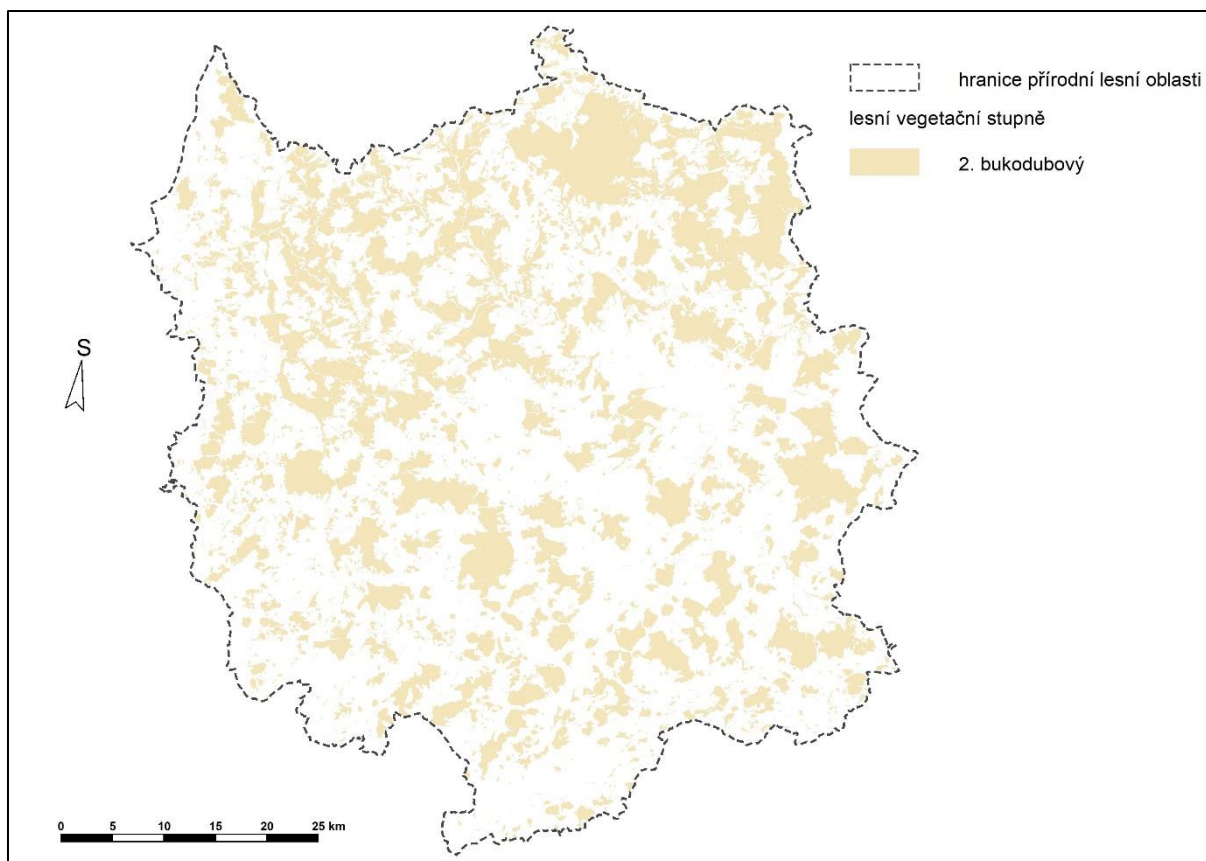 hranice přírodní lesní oblasti
lesní vegetační stupně
2. bukodubový
S
0 5 10 15 20 25 km